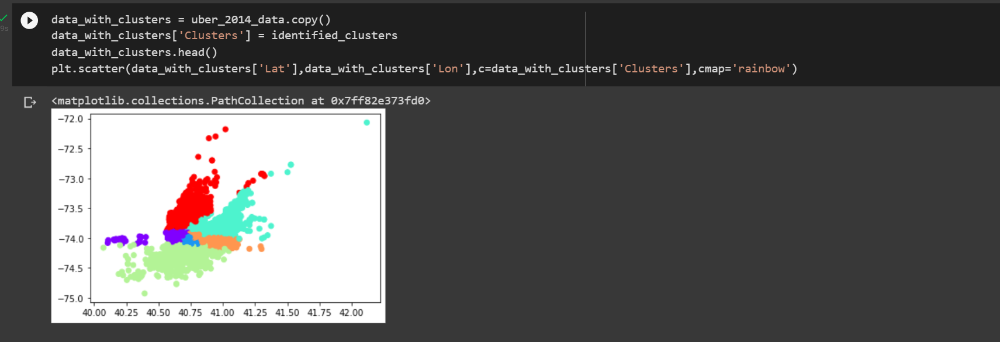 data_with_clusters = uber_2014_data.copy()
9s
data_with_clusters['Clusters'] = identified_clusters
data_with_clusters.head()
plt.scatter(data_with_clusters['Lat'],data_with_clusters['Lon'],c=data_with_clusters['Clusters'],cmap='rainbow')
<matplotlib.collections.PathCollection at 0x7ff82e373fd0>
−72.0
−72.5
−73.0
−73.5
−74.0
−74.5
−75.0
40.00 40.25 40.50 40.75 41.00 41.25 41.50 41.75 42.00